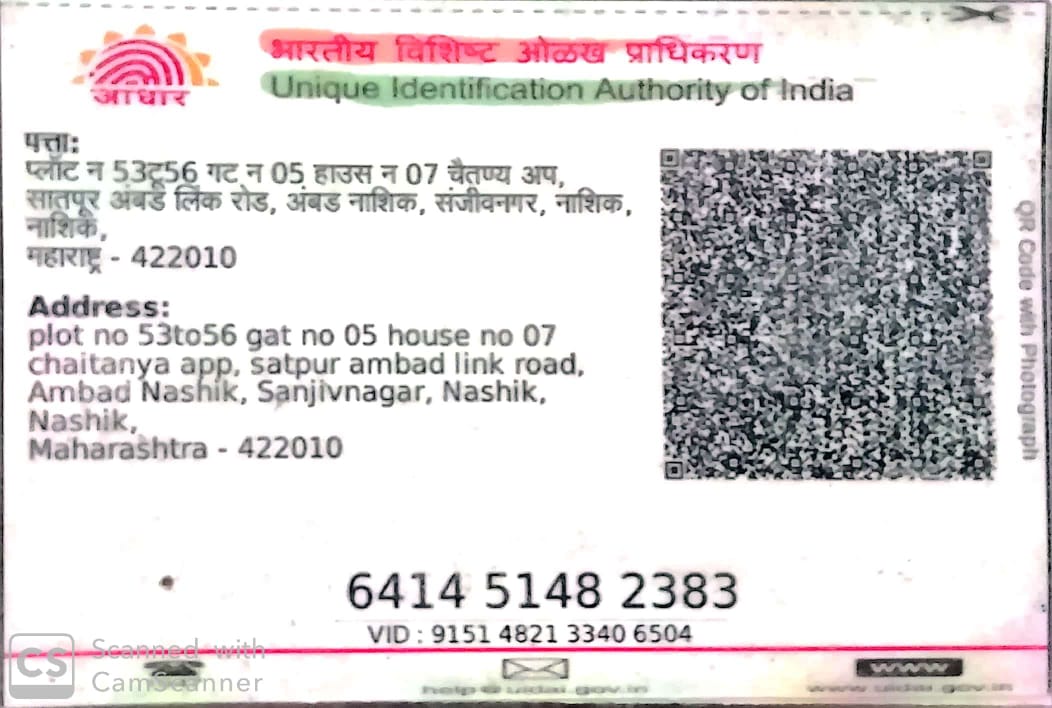 आधार
भारतीय विशिष्ट ओळख प्राधिकरण
Unique Identification Authority of India
पत्ता:
प्लॉट न 53टू56 गट न 05 हाउस न 07 चैतण्य अप,
सातपूर अंबड लिंक रोड, अंबड नाशिक, संजीवनगर, नाशिक,
नाशिक,
महाराष्ट्र - 422010
Address:
plot no 53to56 gat no 05 house no 07
chaitanya app, satpur ambad link road,
Ambad Nashik, Sanjivnagar, Nashik,
Nashik,
Maharashtra - 422010
QR Code with Photograph
6414 5148 2383
VID : 9151 4821 3340 6504
help@uidai.gov.in
www
www.uidai.gov.in
CS Scanned with
CamScanner